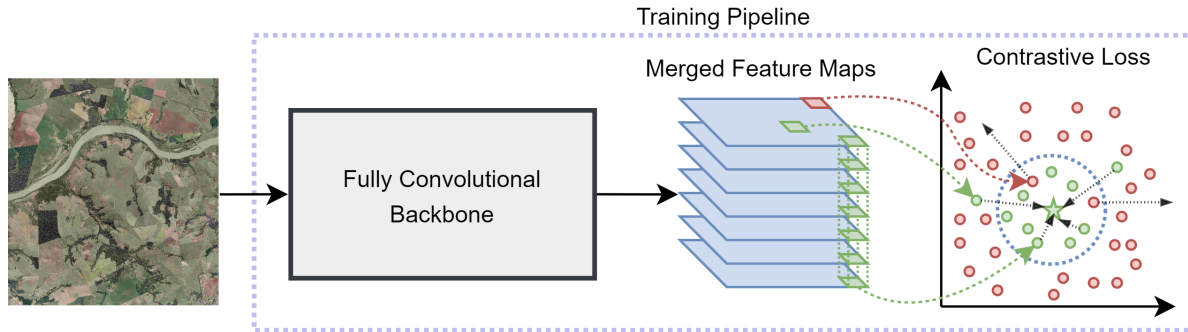 Training Pipeline
Merged Feature Maps
Contrastive Loss
Fully Convolutional
Backbone